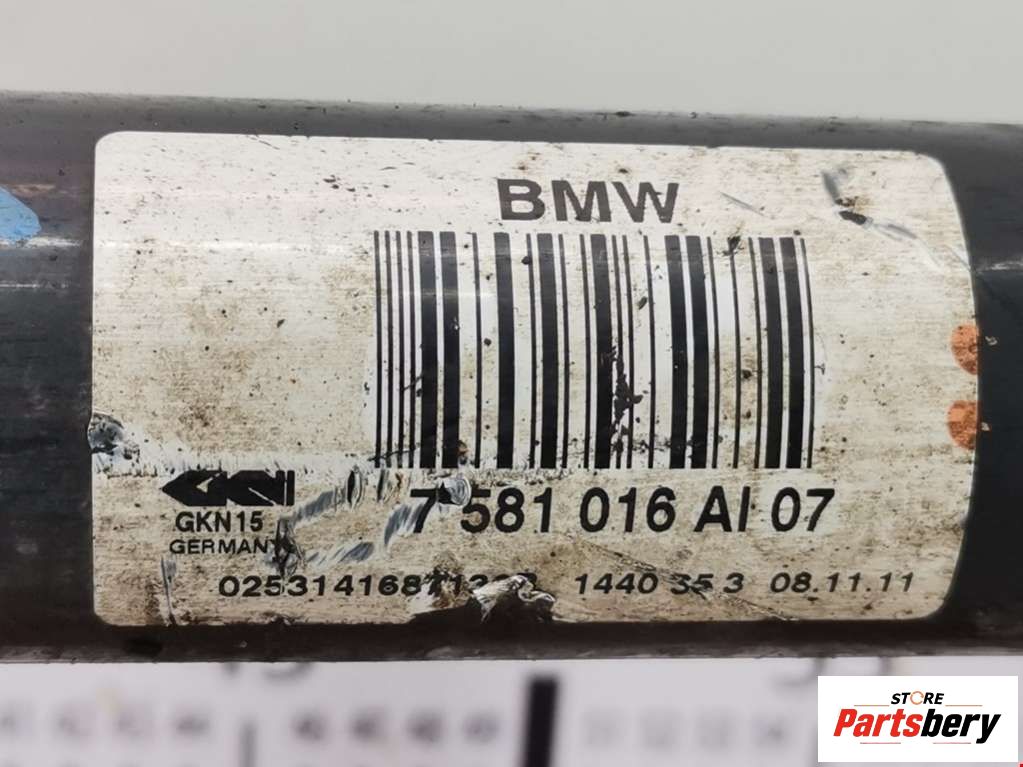 BMW
GKN
7 581 016 AI 07
GKN15
GERMANY
1440 35 3 08.11.11
STORE
Partsbery